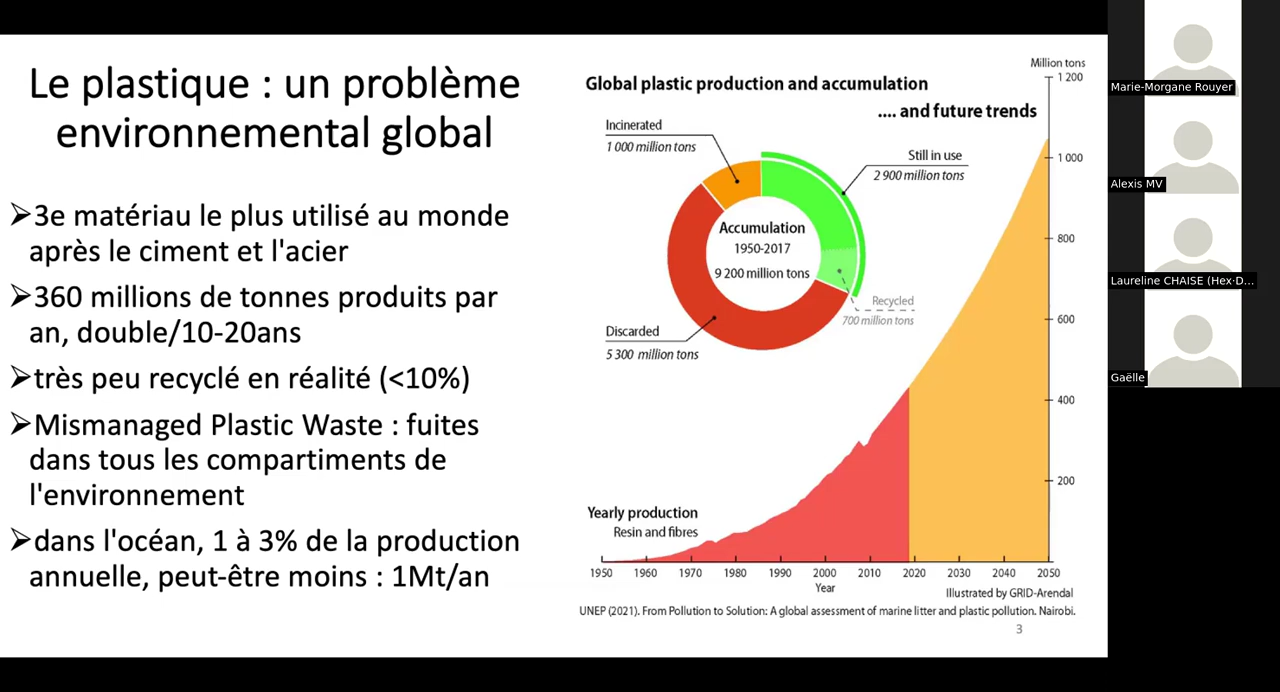 Le plastique : un problème
environnemental global
➢3e matériau le plus utilisé au monde
après le ciment et l'acier
➢360 millions de tonnes produits par
an, double/10-20ans
➢très peu recyclé en réalité (<10%)
➢Mismanaged Plastic Waste : fuites
dans tous les compartiments de
l'environnement
➢dans l'océan, 1 à 3% de la production
annuelle, peut-être moins : 1Mt/an
Global plastic production and accumulation
.... and future trends
Million tons
1 200
1 000
800
600
400
200
Incinerated
1 000 million tons
Still in use
2 900 million tons
Accumulation
1950-2017
9 200 million tons
Recycled
700 million tons
Discarded
5 300 million tons
Yearly production
Resin and fibres
1950 1960 1970 1980 1990 2000 2010 2020 2030 2040 2050
Year
Illustrated by GRID-Arendal
UNEP (2021). From Pollution to Solution: A global assessment of marine litter and plastic pollution. Nairobi.
3
Marie-Morgane Rouyer
Alexis MV
Laureline CHAISE (Hex·D...
Gaëlle